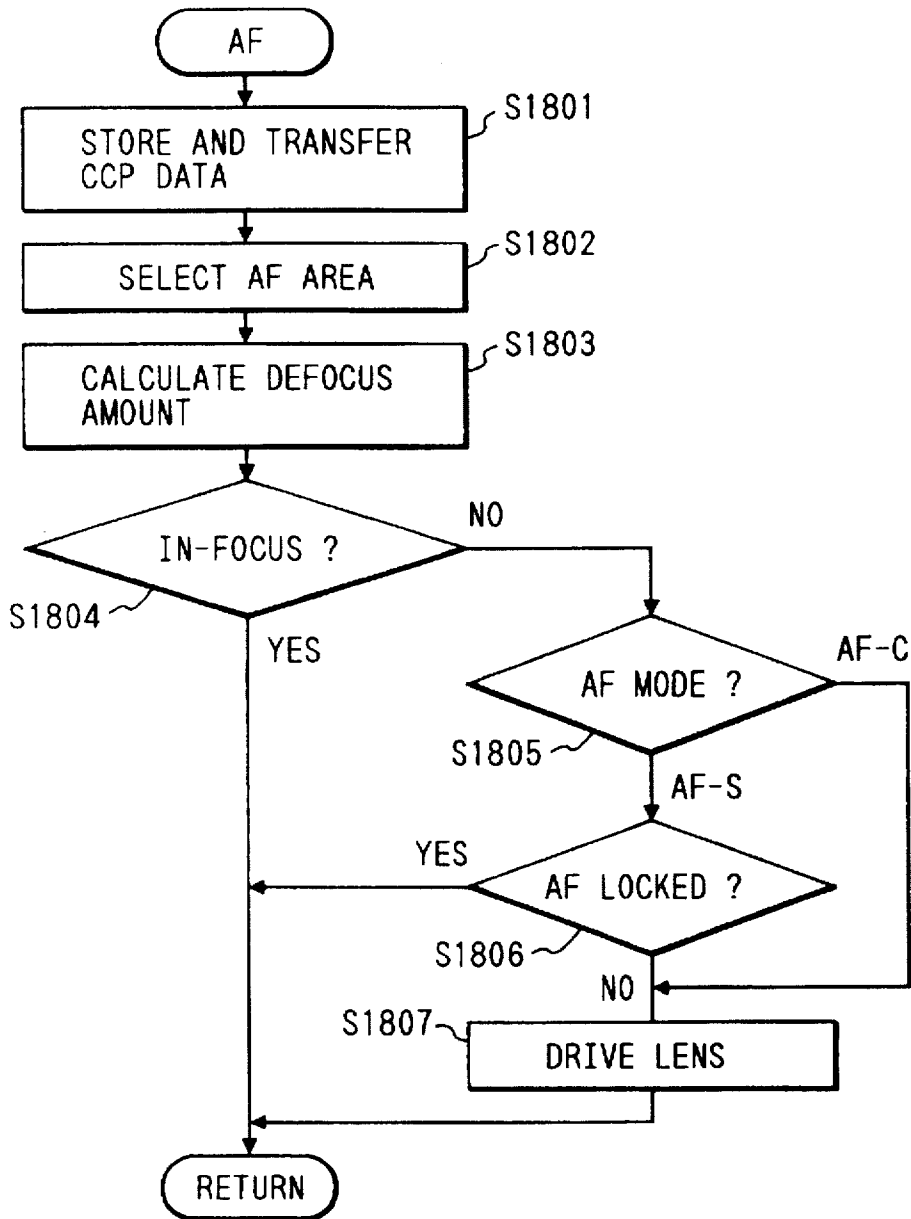 AF
S1801
STORE AND TRANSFER
CCP DATA
S1802
SELECT AF AREA
S1803
CALCULATE DEFOCUS
AMOUNT
NO
IN-FOCUS ?
S1804
YES
AF-C
AF MODE ?
S1805
AF-S
YES
AF LOCKED ?
S1806
NO
S1807
DRIVE LENS
RETURN